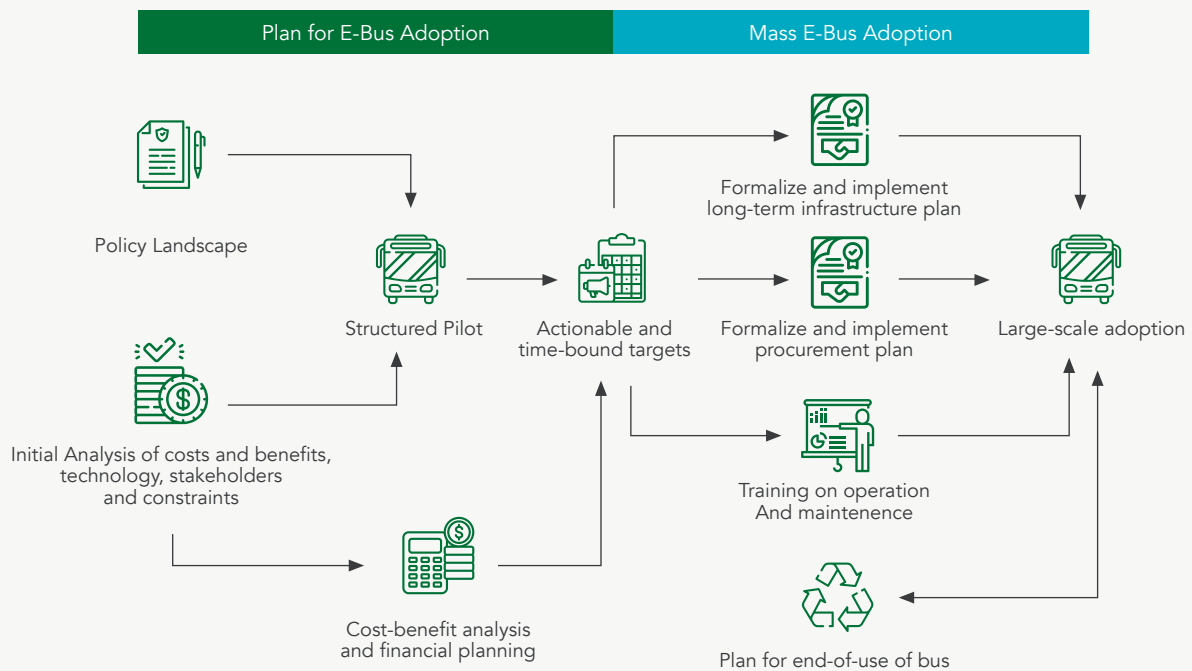 Plan for E-Bus Adoption
Mass E-Bus Adoption
Policy Landscape
Structured Pilot
Initial Analysis of costs and benefits,
technology, stakeholders
and constraints
$
Cost-benefit analysis
and financial planning
$
Actionable and
time-bound targets
Formalize and implement
long-term infrastructure plan
Formalize and implement
procurement plan
Training on operation
And maintenence
Plan for end-of-use of bus
Large-scale adoption